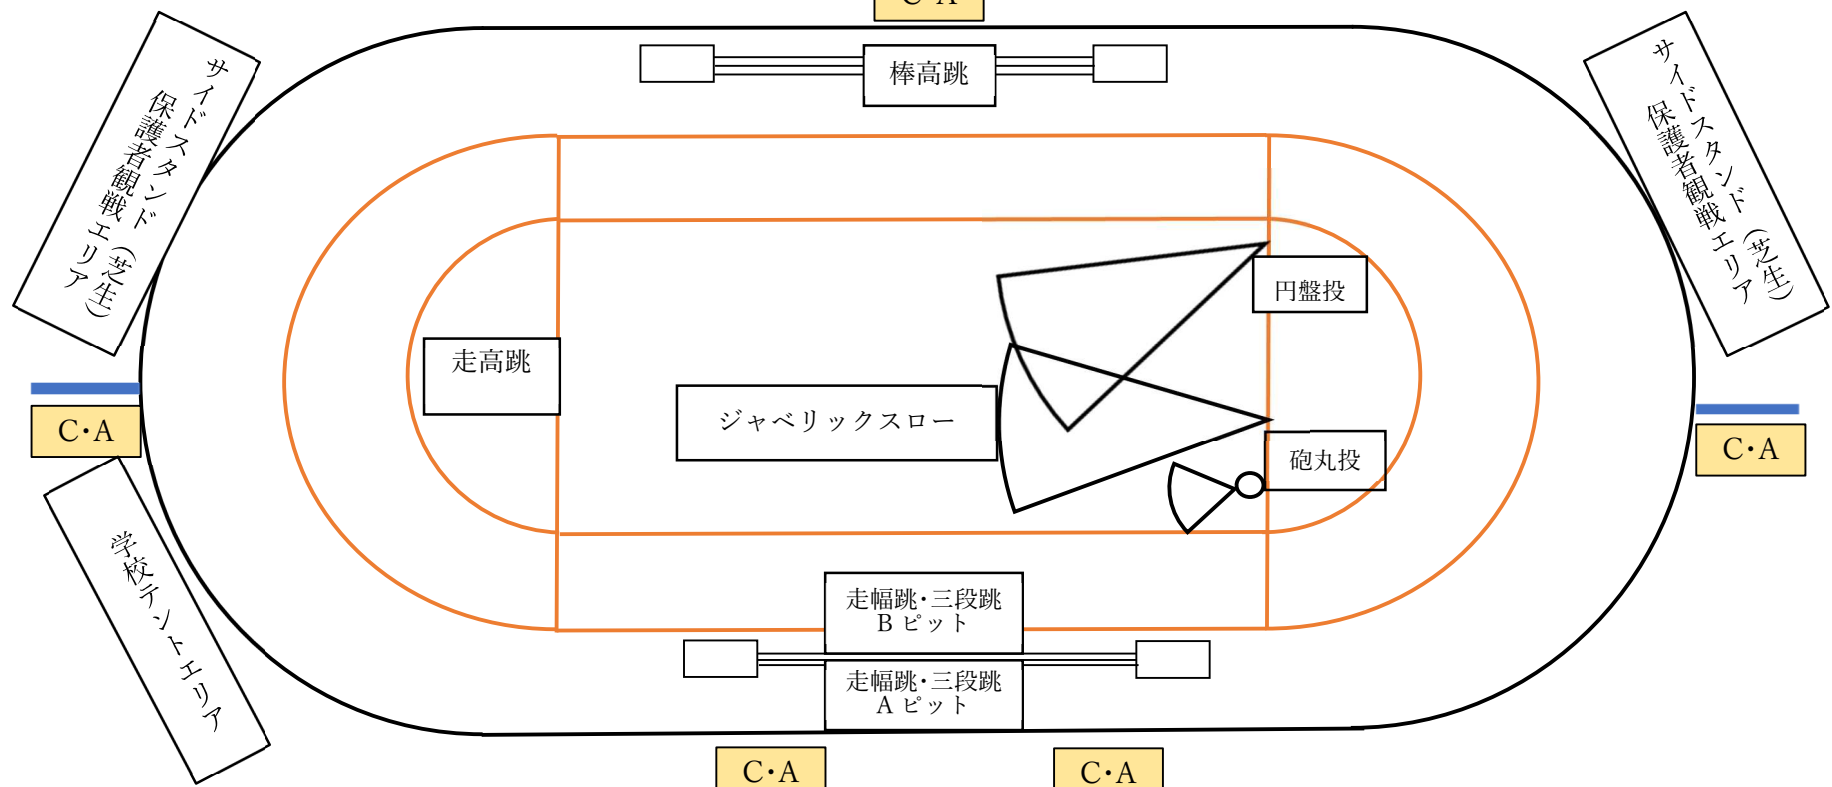 C・A
棒高跳
サイドスタンド（芝生）
保護者観戦エリア
サイドスタンド（芝生）
保護者観戦エリア
円盤投
走高跳
ジャベリックスロー
C・A
C・A
砲丸投
学校テントエリア
走幅跳・三段跳
B ピット
走幅跳・三段跳
A ピット
C・A
C・A